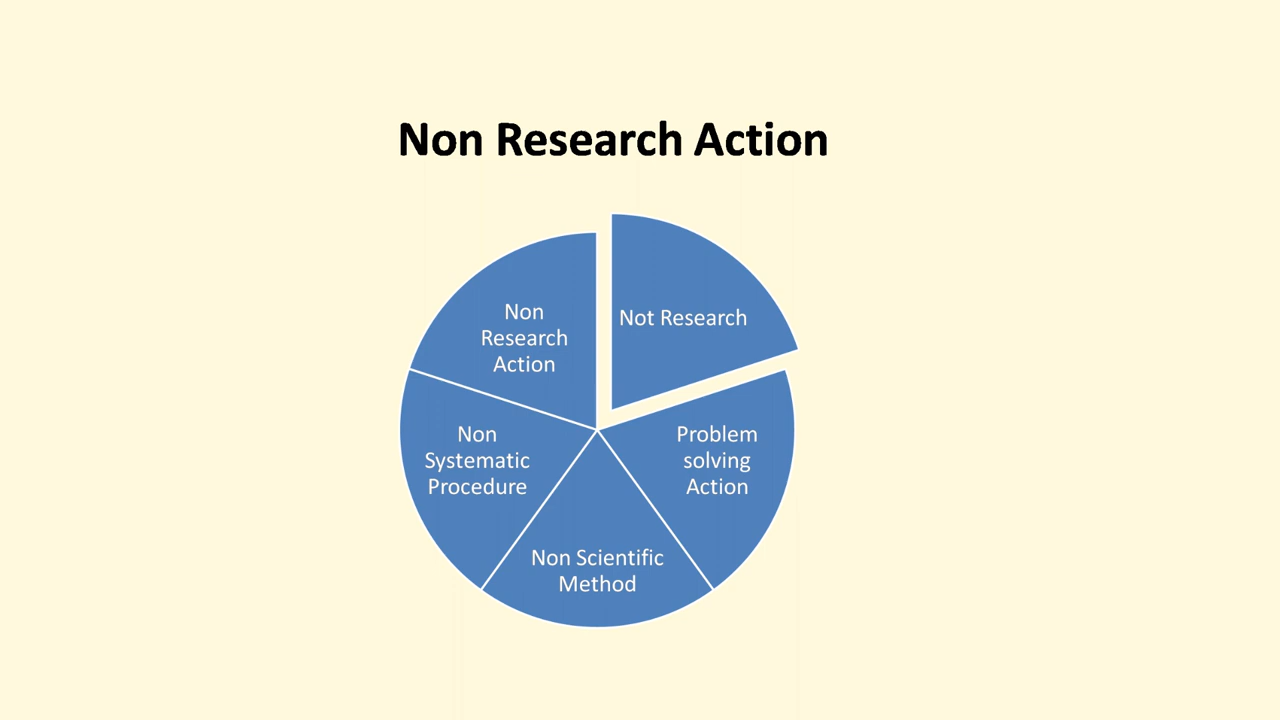 Non Research Action
Not Research
Problem
solving
Action
Non Scientific
Method
Non
Systematic
Procedure
Non
Research
Action